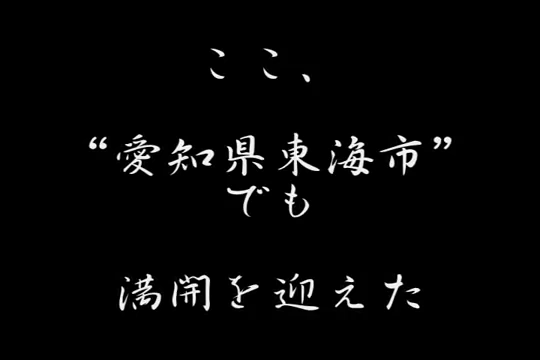 ここ、
“愛知県東海市”
でも
満開を迎えた